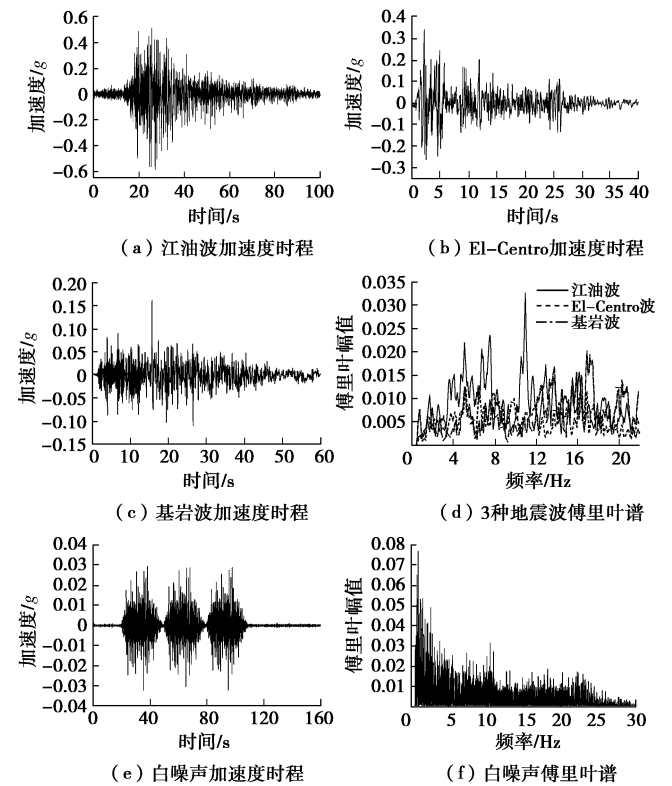 0.6
0.4
0.2
0
-0.2
-0.4
-0.6
加速度/g
0 20 40 60 80 100
时间/s
(a)江油波加速度时程
0.4
0.3
0.2
0.1
0
-0.1
-0.2
-0.3
加速度/g
0 5 10 15 20 25 30 35 40
时间/s
(b)El-Centro加速度时程
0.20
0.15
0.10
0.05
0
-0.05
-0.10
-0.15
加速度/g
0 10 20 30 40 50 60
时间/s
(c)基岩波加速度时程
0.035
0.030
0.025
0.020
0.015
0.010
0.005
傅里叶幅值
江油波
El-Centro波
基岩波
0 4 8 12 16 20
频率/Hz
(d)3种地震波傅里叶谱
0.04
0.03
0.02
0.01
0
-0.01
-0.02
-0.03
-0.04
加速度/g
0 40 80 120 160
时间/s
(e)白噪声加速度时程
0.08
0.07
0.06
0.05
0.04
0.03
0.02
0.01
傅里叶幅值
0 5 10 15 20 25 30
频率/Hz
(f)白噪声傅里叶谱